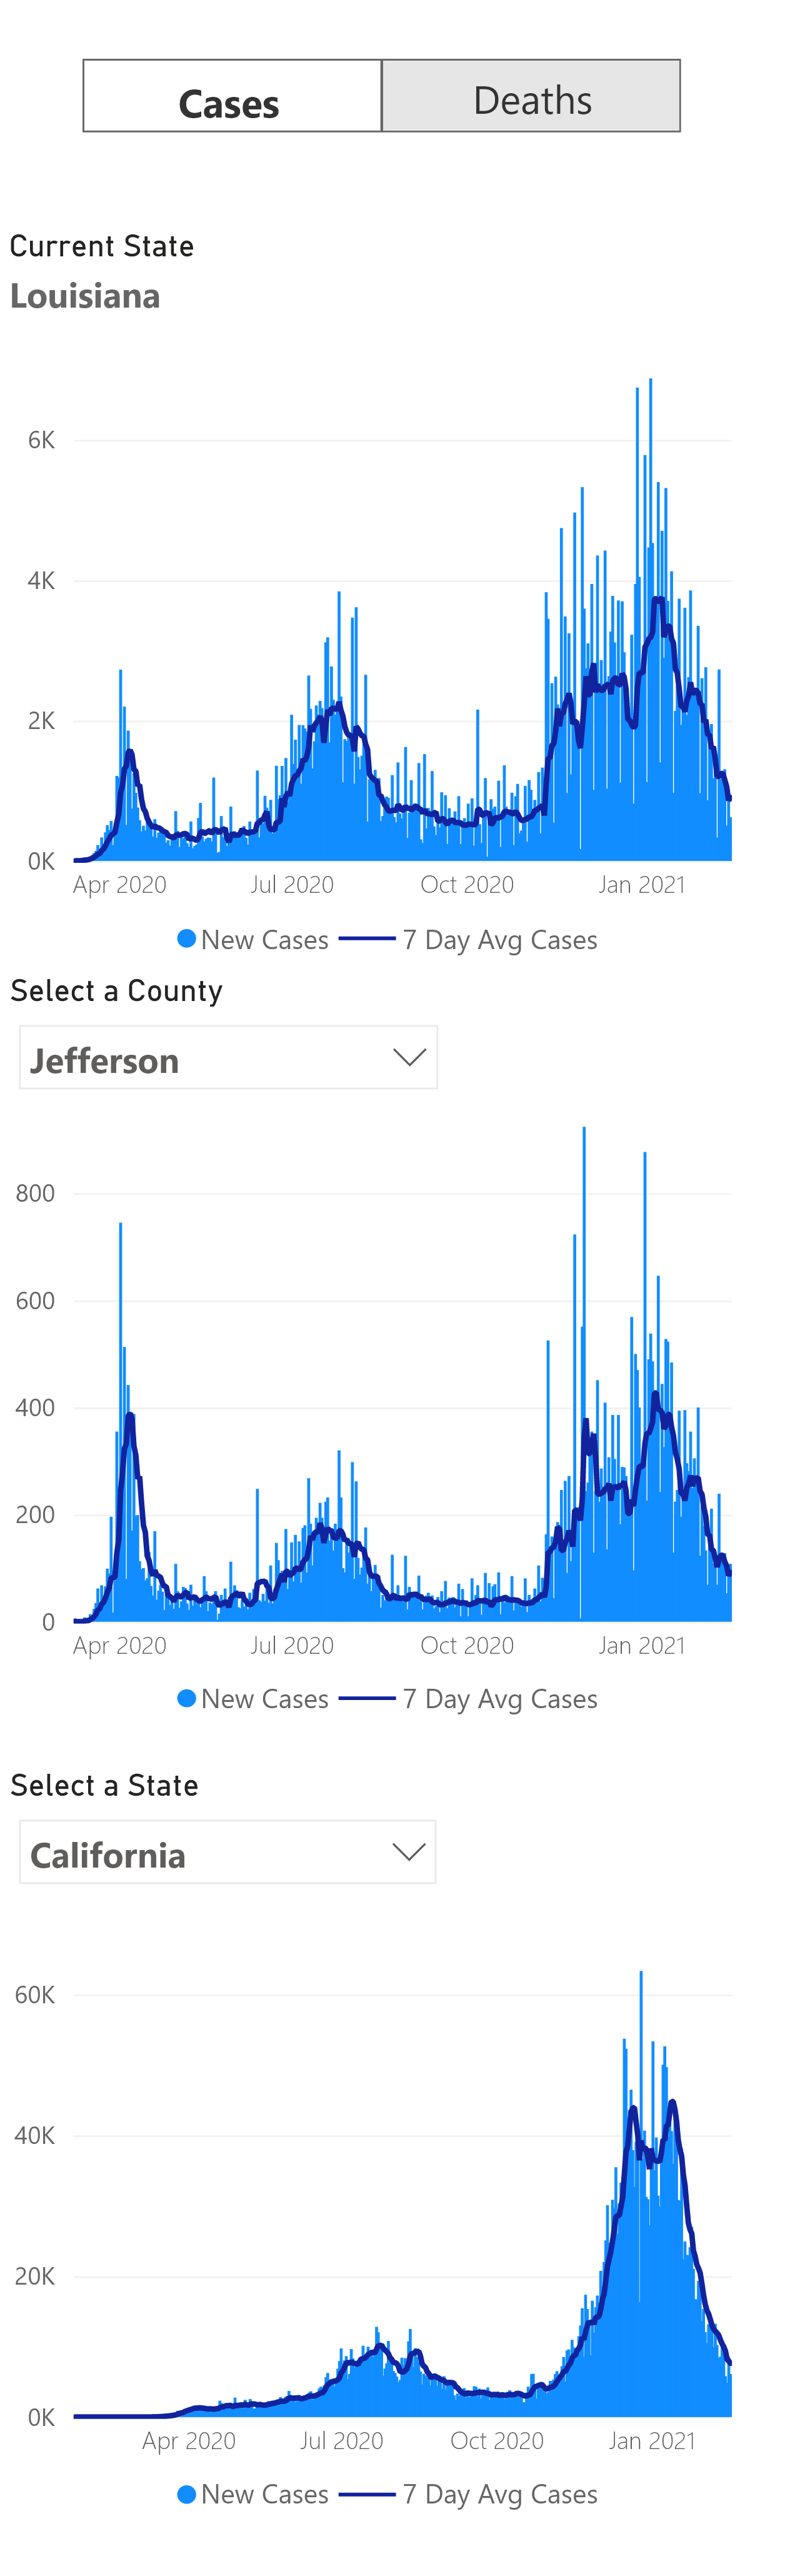 Cases Deaths
Current State
Louisiana
6K
4K
2K
0K
Apr 2020 Jul 2020 Oct 2020 Jan 2021
New Cases 7 Day Avg Cases
Select a County
Jefferson
800
600
400
200
0
Apr 2020 Jul 2020 Oct 2020 Jan 2021
New Cases 7 Day Avg Cases
Select a State
California
60K
40K
20K
0K
Apr 2020 Jul 2020 Oct 2020 Jan 2021
New Cases 7 Day Avg Cases